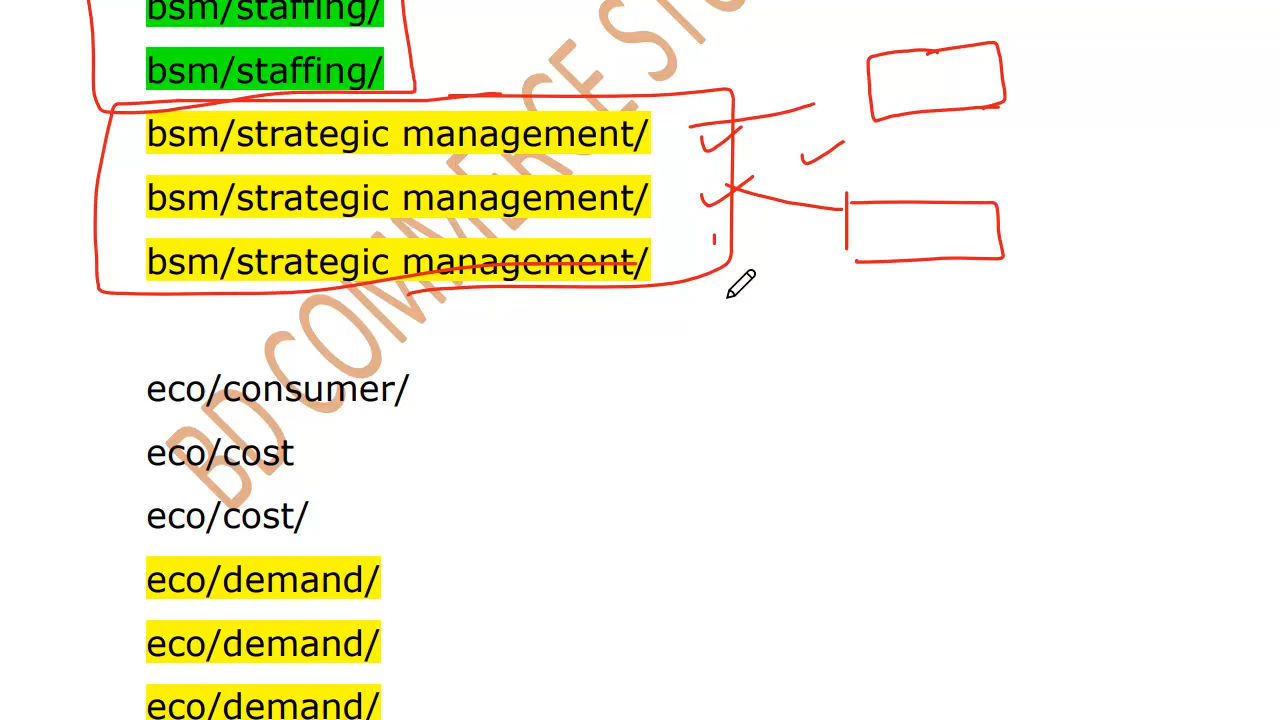 bsm/staffing/
bsm/staffing/
bsm/strategic management/
bsm/strategic management/
bsm/strategic management/
eco/consumer/
eco/cost
eco/cost/
eco/demand/
eco/demand/
eco/demand/
BD COMMERCE